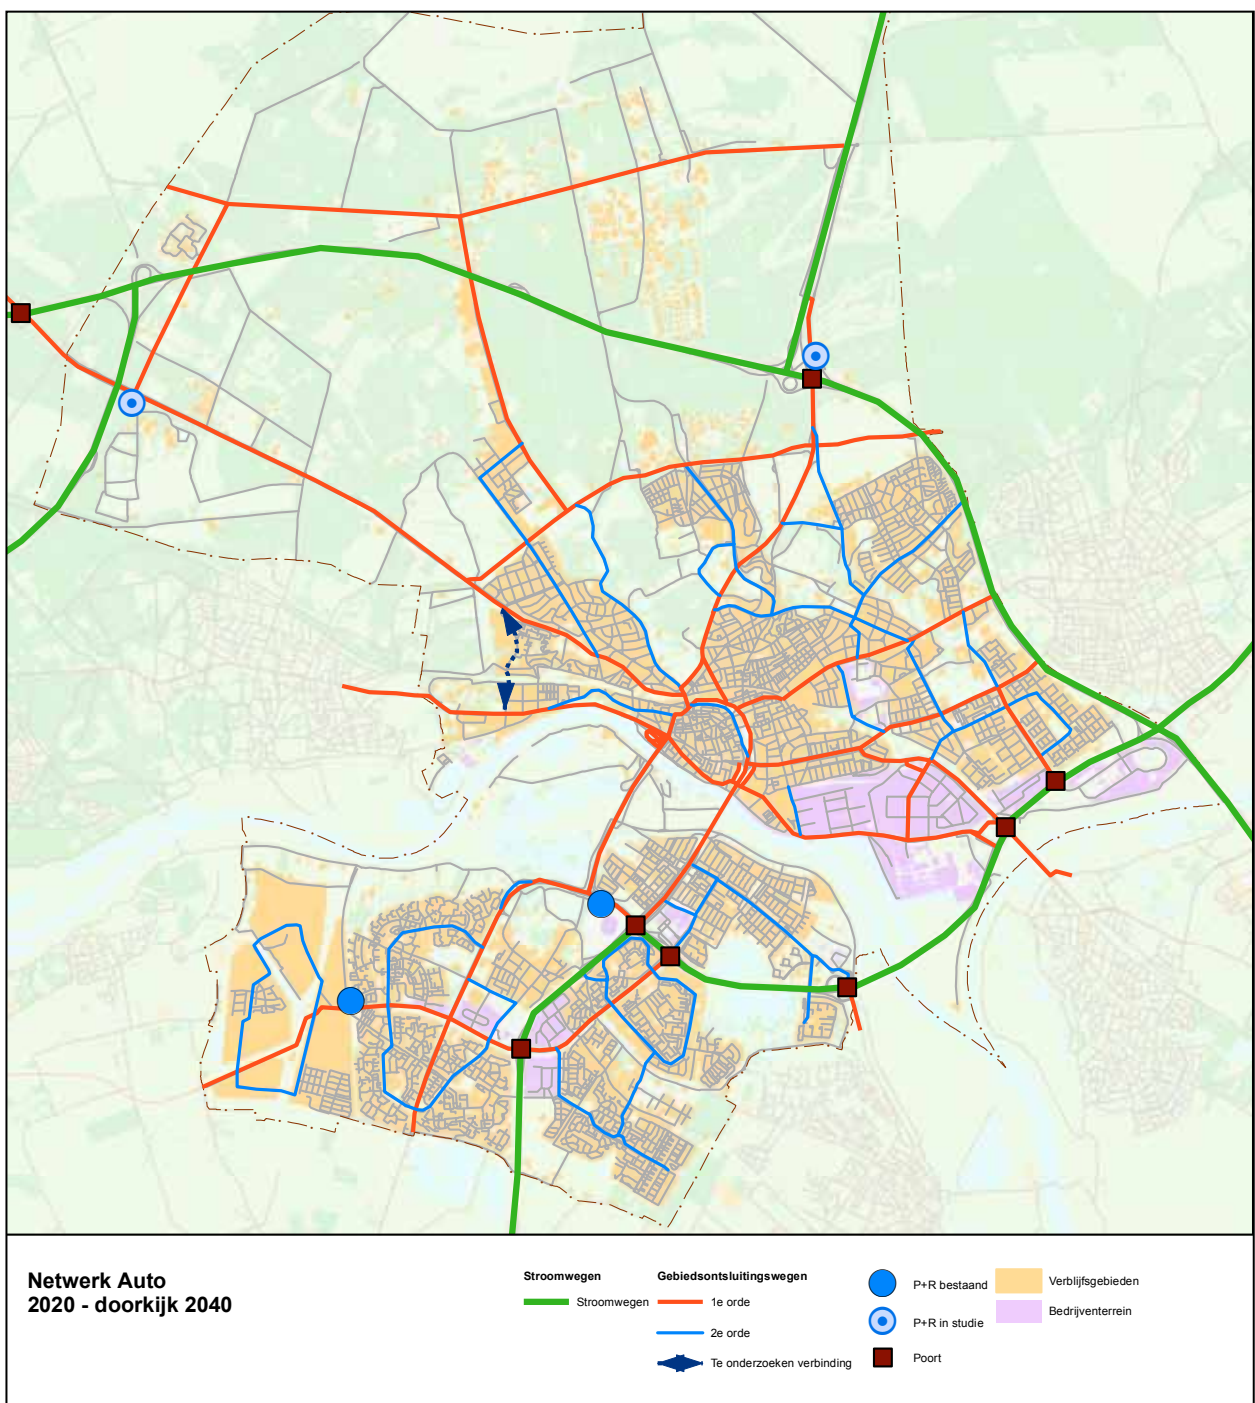 Netwerk Auto
2020 - doorkijk 2040
Stroomwegen
Stroomwegen
Gebiedsontsluitingswegen
1e orde
2e orde
Te onderzoeken verbinding
P+R bestaand
P+R in studie
Poort
Verblijfsgebieden
Bedrijventerrein